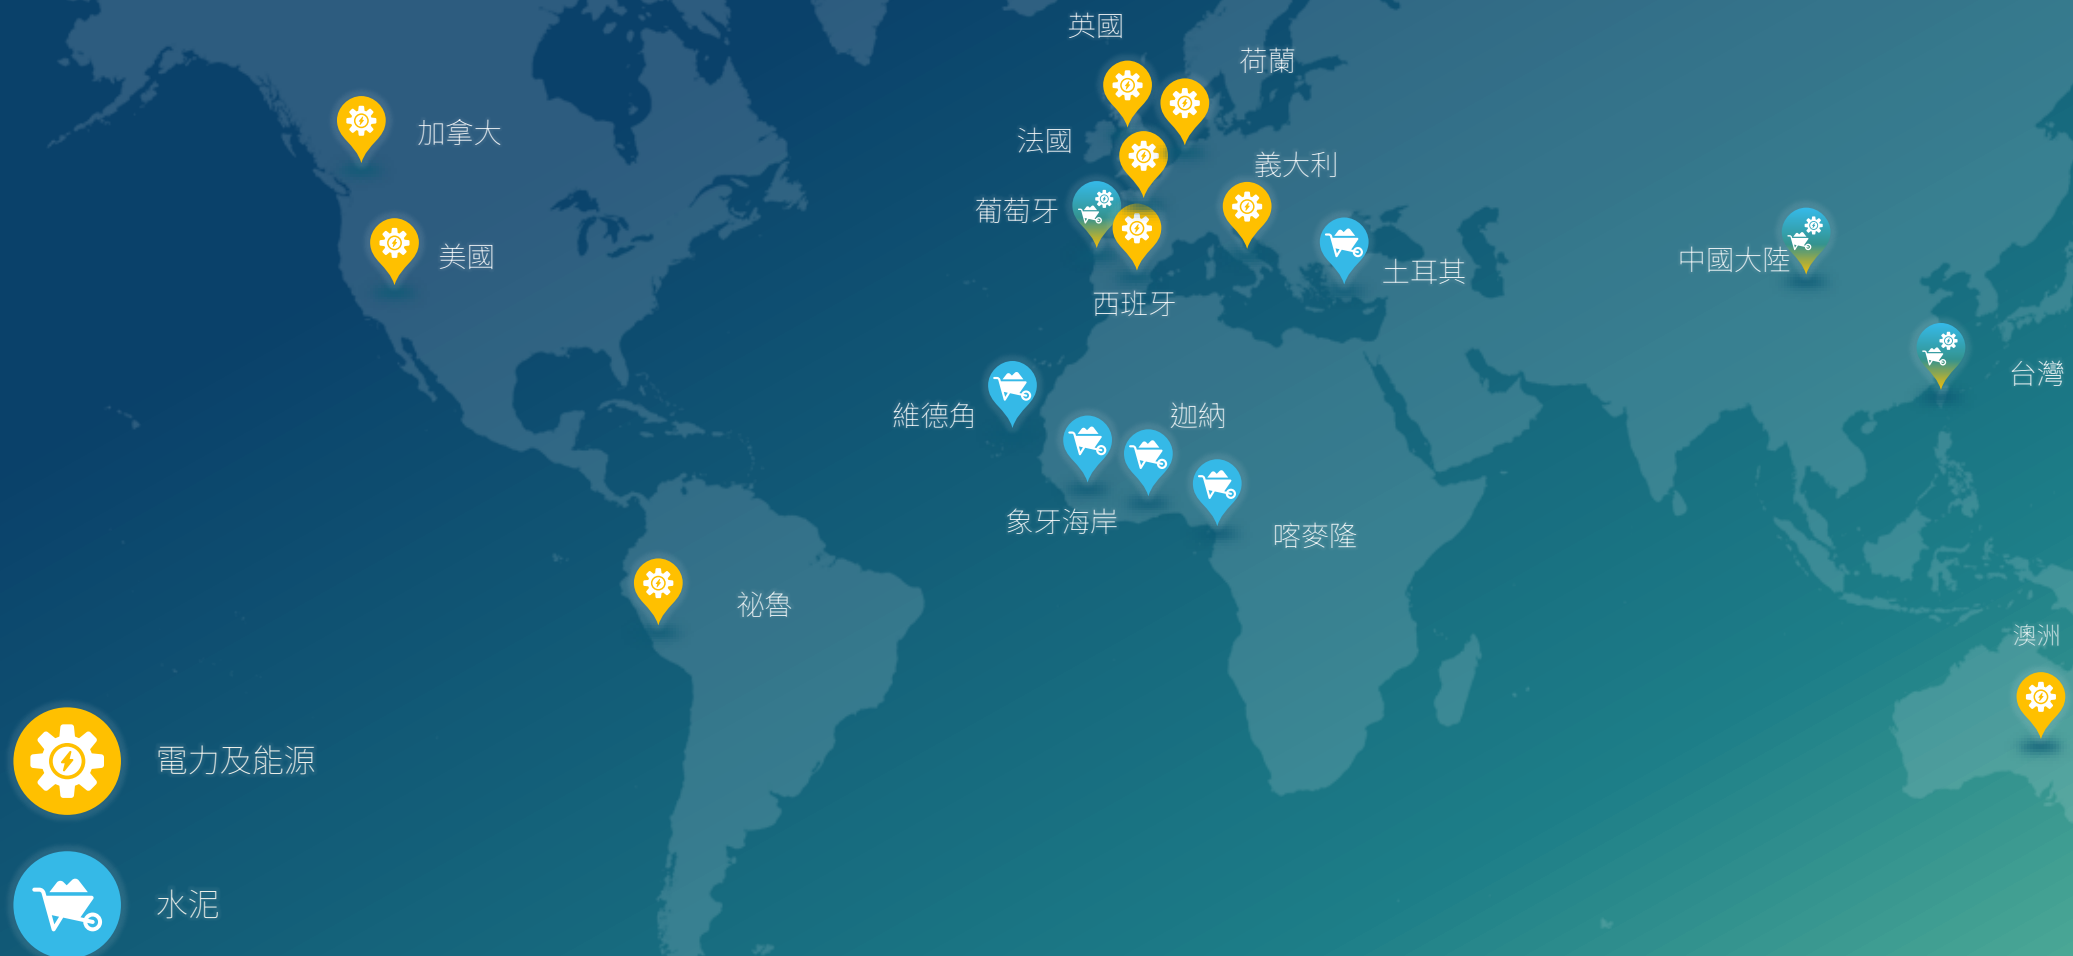 英國
荷蘭
加拿大
法國
義大利
葡萄牙
美國
土耳其
中國大陸
西班牙
台灣
維德角
迦納
象牙海岸
喀麥隆
祕魯
澳洲
電力及能源
水泥